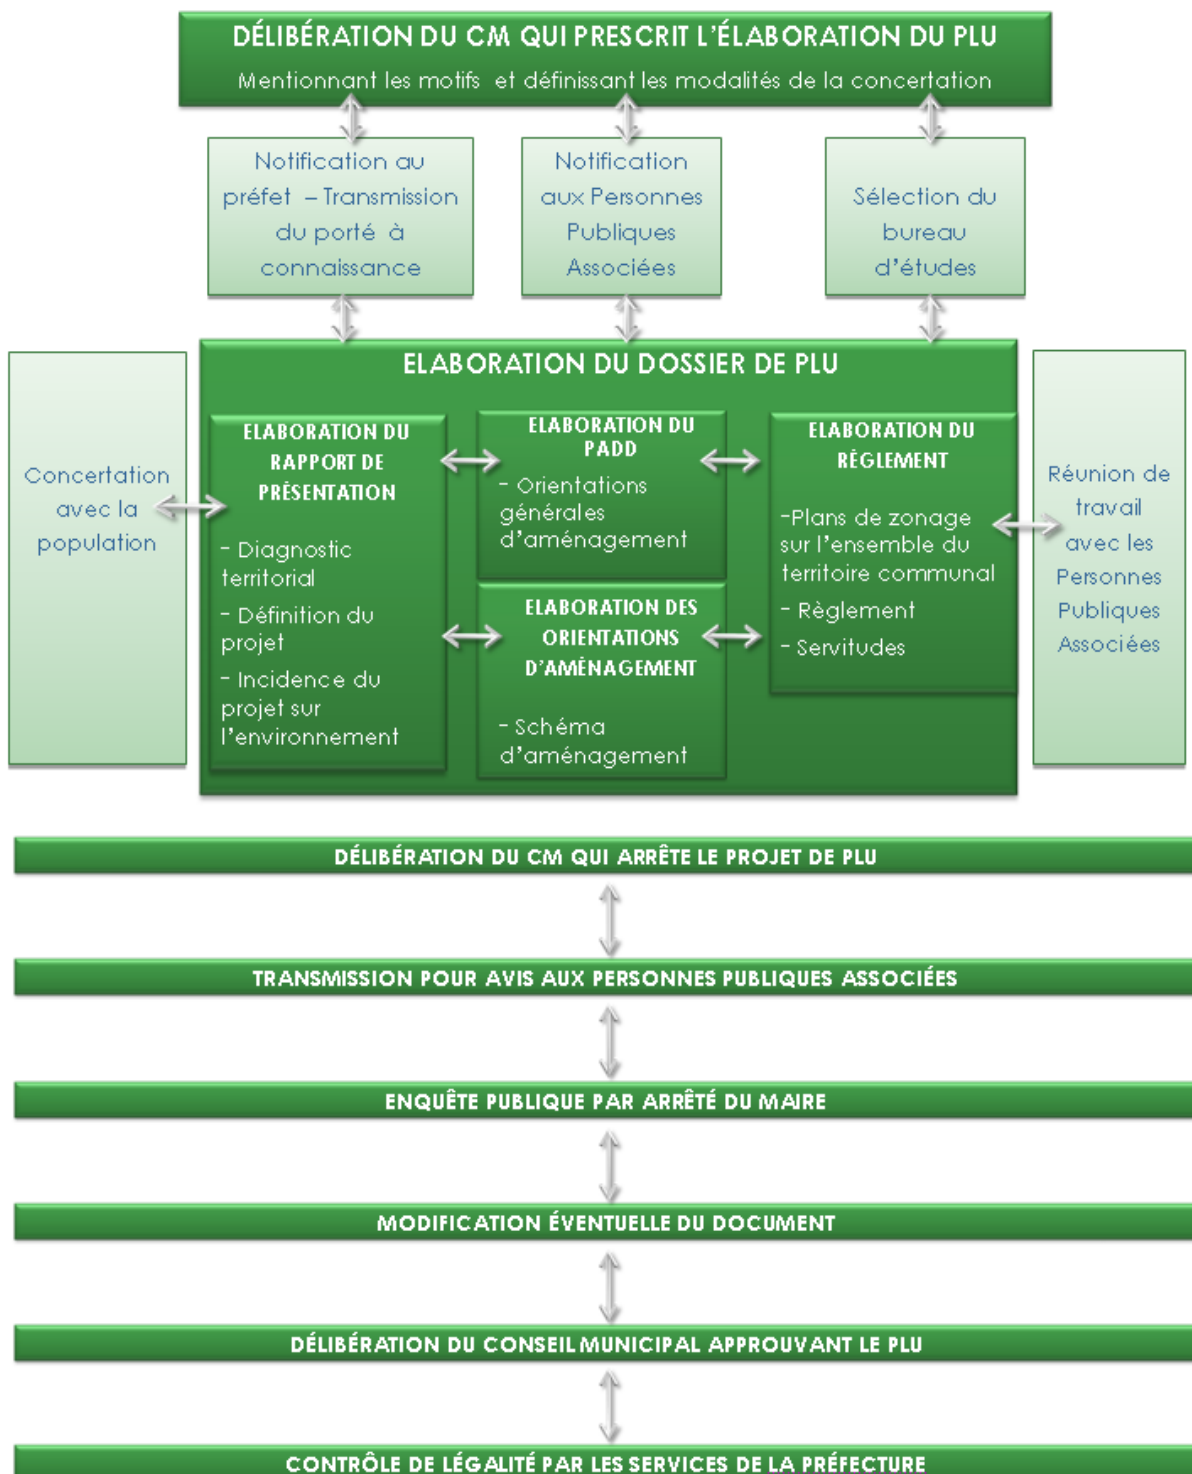 DÉLIBÉRATION DU CM QUI PRESCRIT L'ÉLABORATION DU PLU
Mentionnant les motifs et définissant les modalités de la concertation
Notification au
préfet – Transmission
du porté à
connaissance
Notification
aux Personnes
Publiques
Associées
Sélection du
bureau
d'études
ELABORATION DU DOSSIER DE PLU
Concertation
avec la
population
ELABORATION DU
RAPPORT DE
PRÉSENTATION
- Diagnostic
territorial
- Définition du
projet
- Incidence du
projet sur
l'environnement
ELABORATION DU
PADD
- Orientations
générales
d'aménagement
ELABORATION DES
ORIENTATIONS
D'AMÉNAGEMENT
- Schéma
d'aménagement
ELABORATION DU
RÈGLEMENT
-Plans de zonage
sur l'ensemble du
territoire communal
- Règlement
- Servitudes
Réunion de
travail
avec les
Personnes
Publiques
Associées
DÉLIBÉRATION DU CM QUI ARRÊTE LE PROJET DE PLU
TRANSMISSION POUR AVIS AUX PERSONNES PUBLIQUES ASSOCIÉES
ENQUÊTE PUBLIQUE PAR ARRÊTÉ DU MAIRE
MODIFICATION ÉVENTUELLE DU DOCUMENT
DÉLIBÉRATION DU CONSEIL MUNICIPAL APPROUVANT LE PLU
CONTRÔLE DE LÉGALITÉ PAR LES SERVICES DE LA PRÉFECTURE